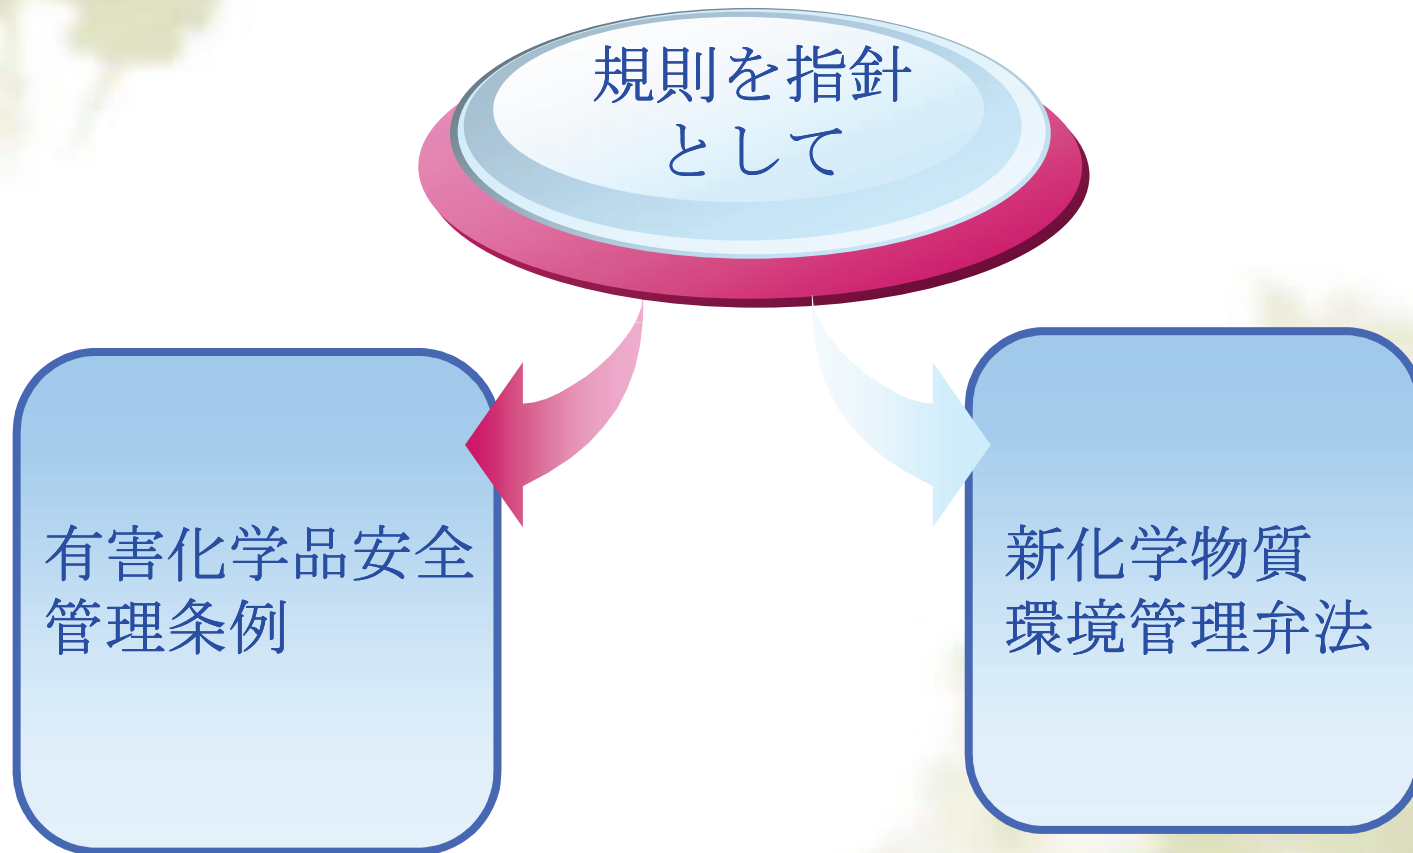 規則を指針
として
有害化学品安全
管理条例
新化学物質
環境管理弁法